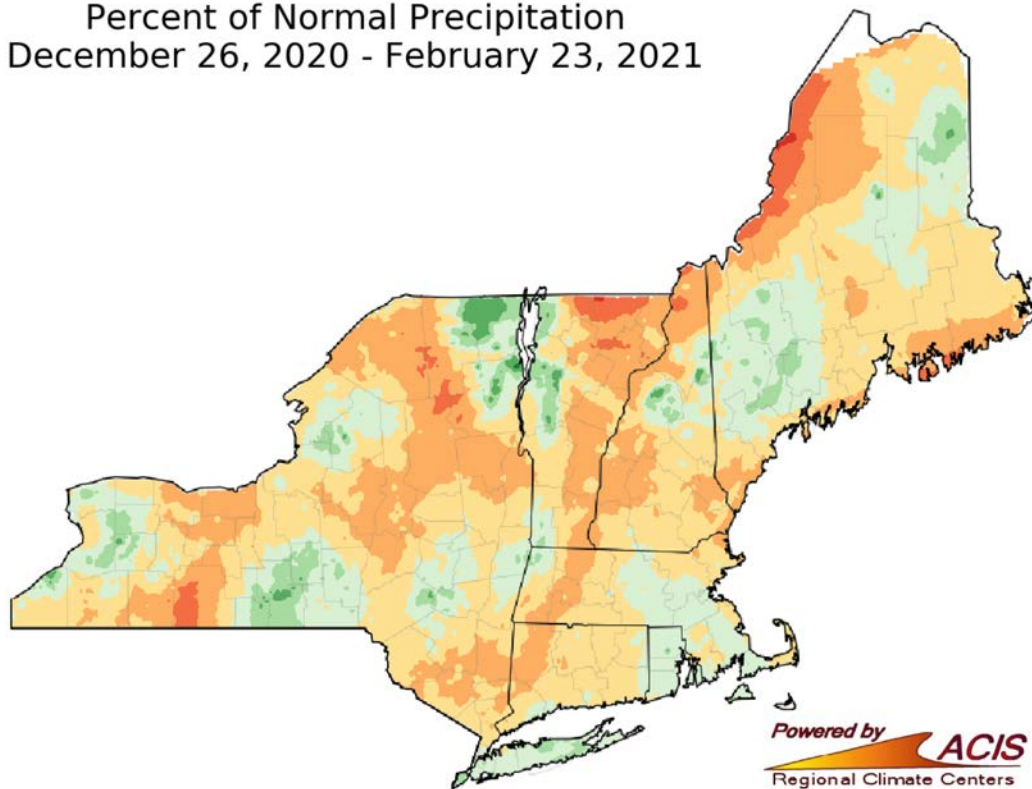 Percent of Normal Precipitation
December 26, 2020 - February 23, 2021
Powered by
ACIS
Regional Climate Centers